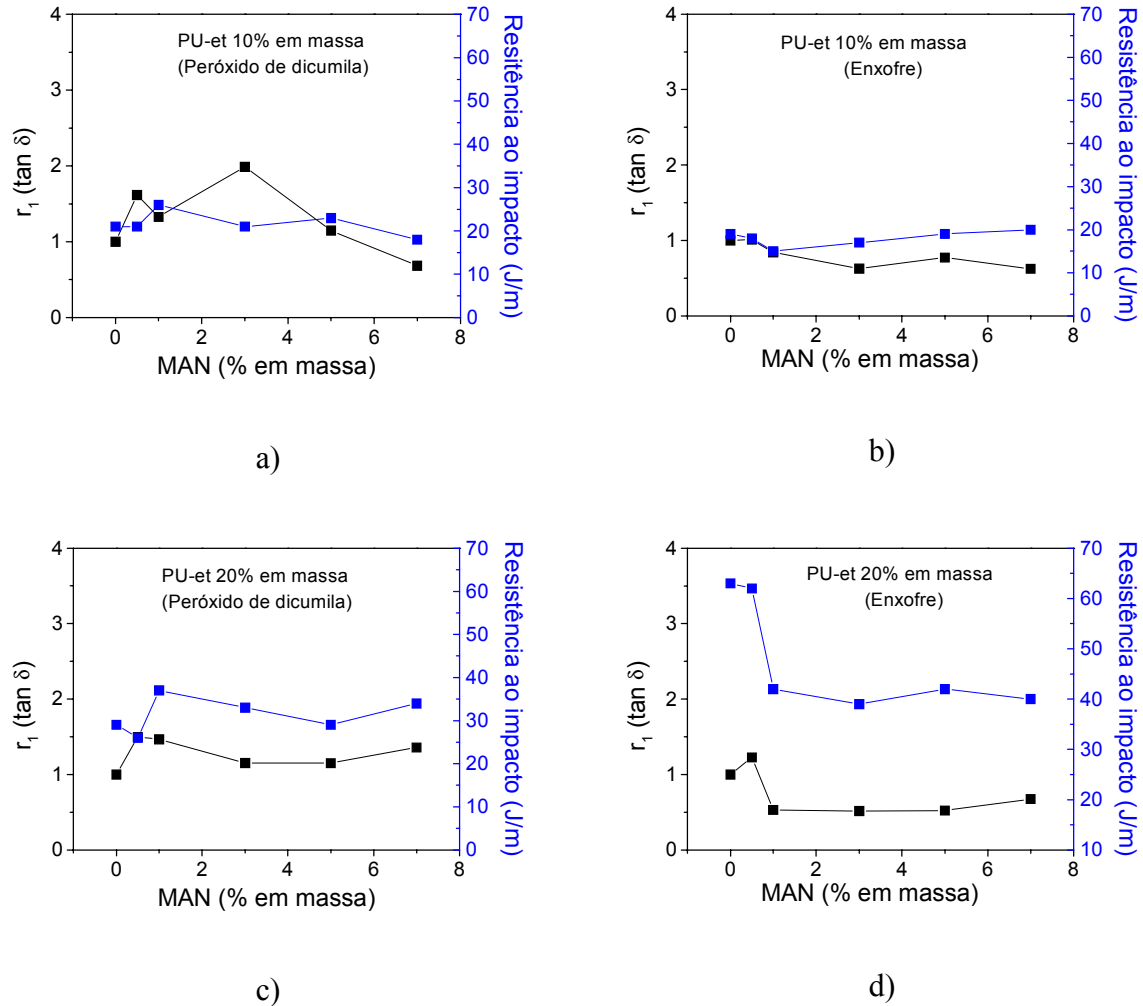 4
3
2
1
0
r1 (tan δ)
PU-et 10% em massa
(Peróxido de dicumila)
70
60
50
40
30
20
10
0
Resitência ao impacto (J/m)
0 2 4 6 8
MAN (% em massa)
a)
4
3
2
1
0
r1 (tan δ)
PU-et 10% em massa
(Enxofre)
70
60
50
40
30
20
10
0
Resistência ao impacto (J/m)
0 2 4 6 8
MAN (% em massa)
b)
4
3
2
1
0
r1 (tan δ)
PU-et 20% em massa
(Peróxido de dicumila)
70
60
50
40
30
20
10
0
Resistência ao impacto (J/m)
0 2 4 6 8
MAN (% em massa)
c)
4
3
2
1
0
r1 (tan δ)
PU-et 20% em massa
(Enxofre)
70
60
50
40
30
20
10
Resistência ao impacto (J/m)
0 2 4 6 8
MAN (% em massa)
d)